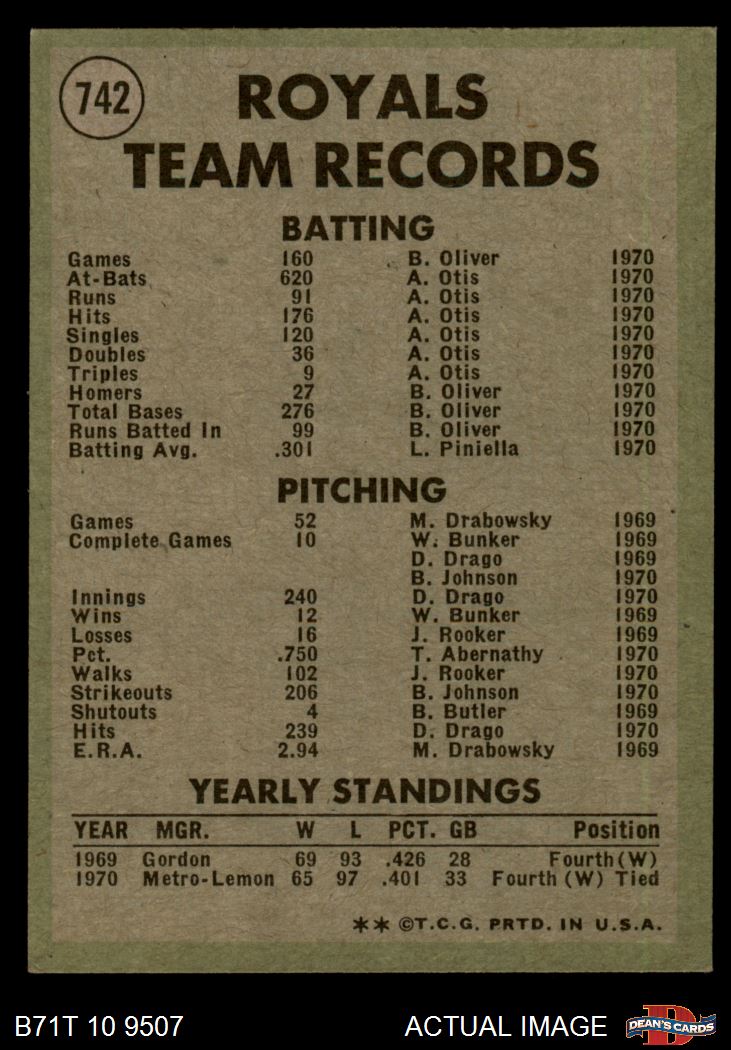 742
ROYALS
TEAM RECORDS
BATTING
Games 160 B. Oliver 1970
At-Bats 620 A. Otis 1970
Runs 91 A. Otis 1970
Hits 176 A. Otis 1970
Singles 120 A. Otis 1970
Doubles 36 A. Otis 1970
Triples 9 A. Otis 1970
Homers 27 B. Oliver 1970
Total Bases 276 B. Oliver 1970
Runs Batted In 99 B. Oliver 1970
Batting Avg. .301 L. Piniella 1970
PITCHING
Games 52 M. Drabowsky 1969
Complete Games 10 W. Bunker 1969
D. Drago 1969
B. Johnson 1970
Innings 240 D. Drago 1970
Wins 12 W. Bunker 1969
Losses 16 J. Rooker 1969
Pct. .750 T. Abernathy 1970
Walks 102 J. Rooker 1970
Strikeouts 206 B. Johnson 1970
Shutouts 4 B. Butler 1969
Hits 239 D. Drago 1970
E.R.A. 2.94 M. Drabowsky 1969
YEARLY STANDINGS
YEAR MGR. W L PCT. GB Position
1969 Gordon 69 93 .426 28 Fourth (W)
1970 Metro-Lemon 65 97 .401 33 Fourth (W) Tied
** ©T.C.G. PRTD. IN U.S.A.
B71T 10 9507 ACTUAL IMAGE DEAN'S CARDS